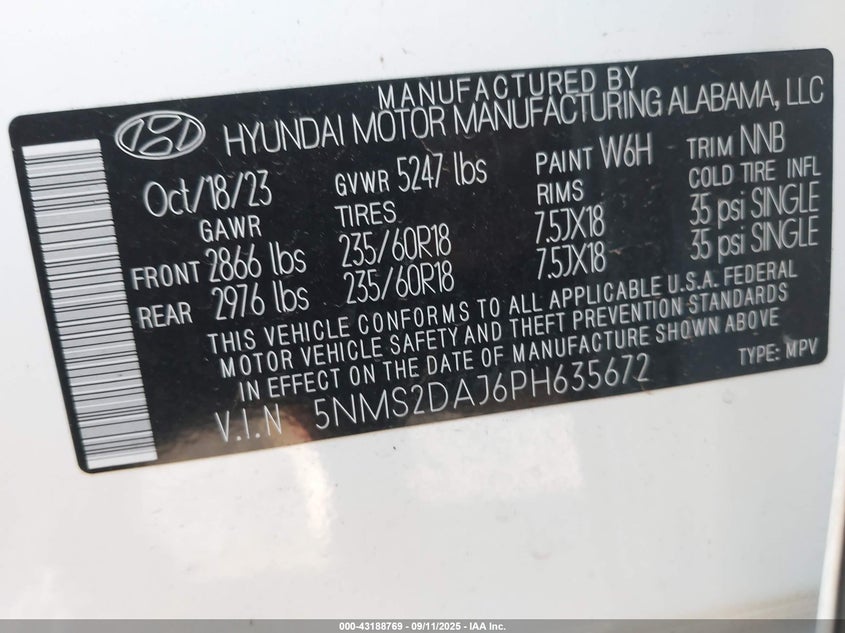 MANUFACTURED BY
HYUNDAI MOTOR MANUFACTURING ALABAMA, LLC
Oct/18/23 GVWR 5247 lbs PAINT W6H TRIM NNB
GAWR TIRES RIMS COLD TIRE INFL
FRONT 2866 lbs 235/60R18 7.5JX18 35 psi SINGLE
REAR 2976 lbs 235/60R18 7.5JX18 35 psi SINGLE
THIS VEHICLE CONFORMS TO ALL APPLICABLE U.S.A. FEDERAL
MOTOR VEHICLE SAFETY AND THEFT PREVENTION STANDARDS
IN EFFECT ON THE DATE OF MANUFACTURE SHOWN ABOVE
V.I.N 5NMS2DAJ6PH635672 TYPE: MPV
000-43188769 - 09/11/2025 - IAA Inc.